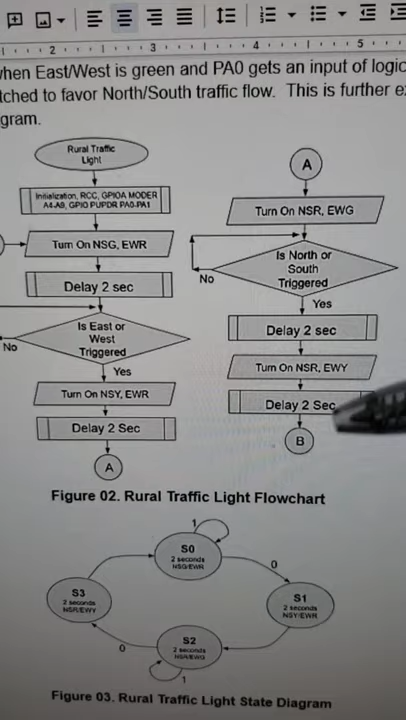 2 3 4 5
when East/West is green and PA0 gets an input of logic
tched to favor North/South traffic flow. This is further e
gram.
Rural Traffic
Light
Initialization, RCC, GPIOA MODER
A4-A9, GPIO PUPDR PA0-PA1
Turn On NSG, EWR
Delay 2 sec
Is East or
West
Triggered
No
Yes
Turn On NSY, EWR
Delay 2 Sec
A
A
Turn On NSR, EWG
Is North or
South
Triggered
No
Yes
Delay 2 sec
Turn On NSR, EWY
Delay 2 Sec
B
Figure 02. Rural Traffic Light Flowchart
1
S0
2 seconds
NSG/EWR
0
S3
2 seconds
NSR/EWY
S1
2 seconds
NSY/EWR
S2
2 seconds
NSR/EWG
0
1
Figure 03. Rural Traffic Light State Diagram